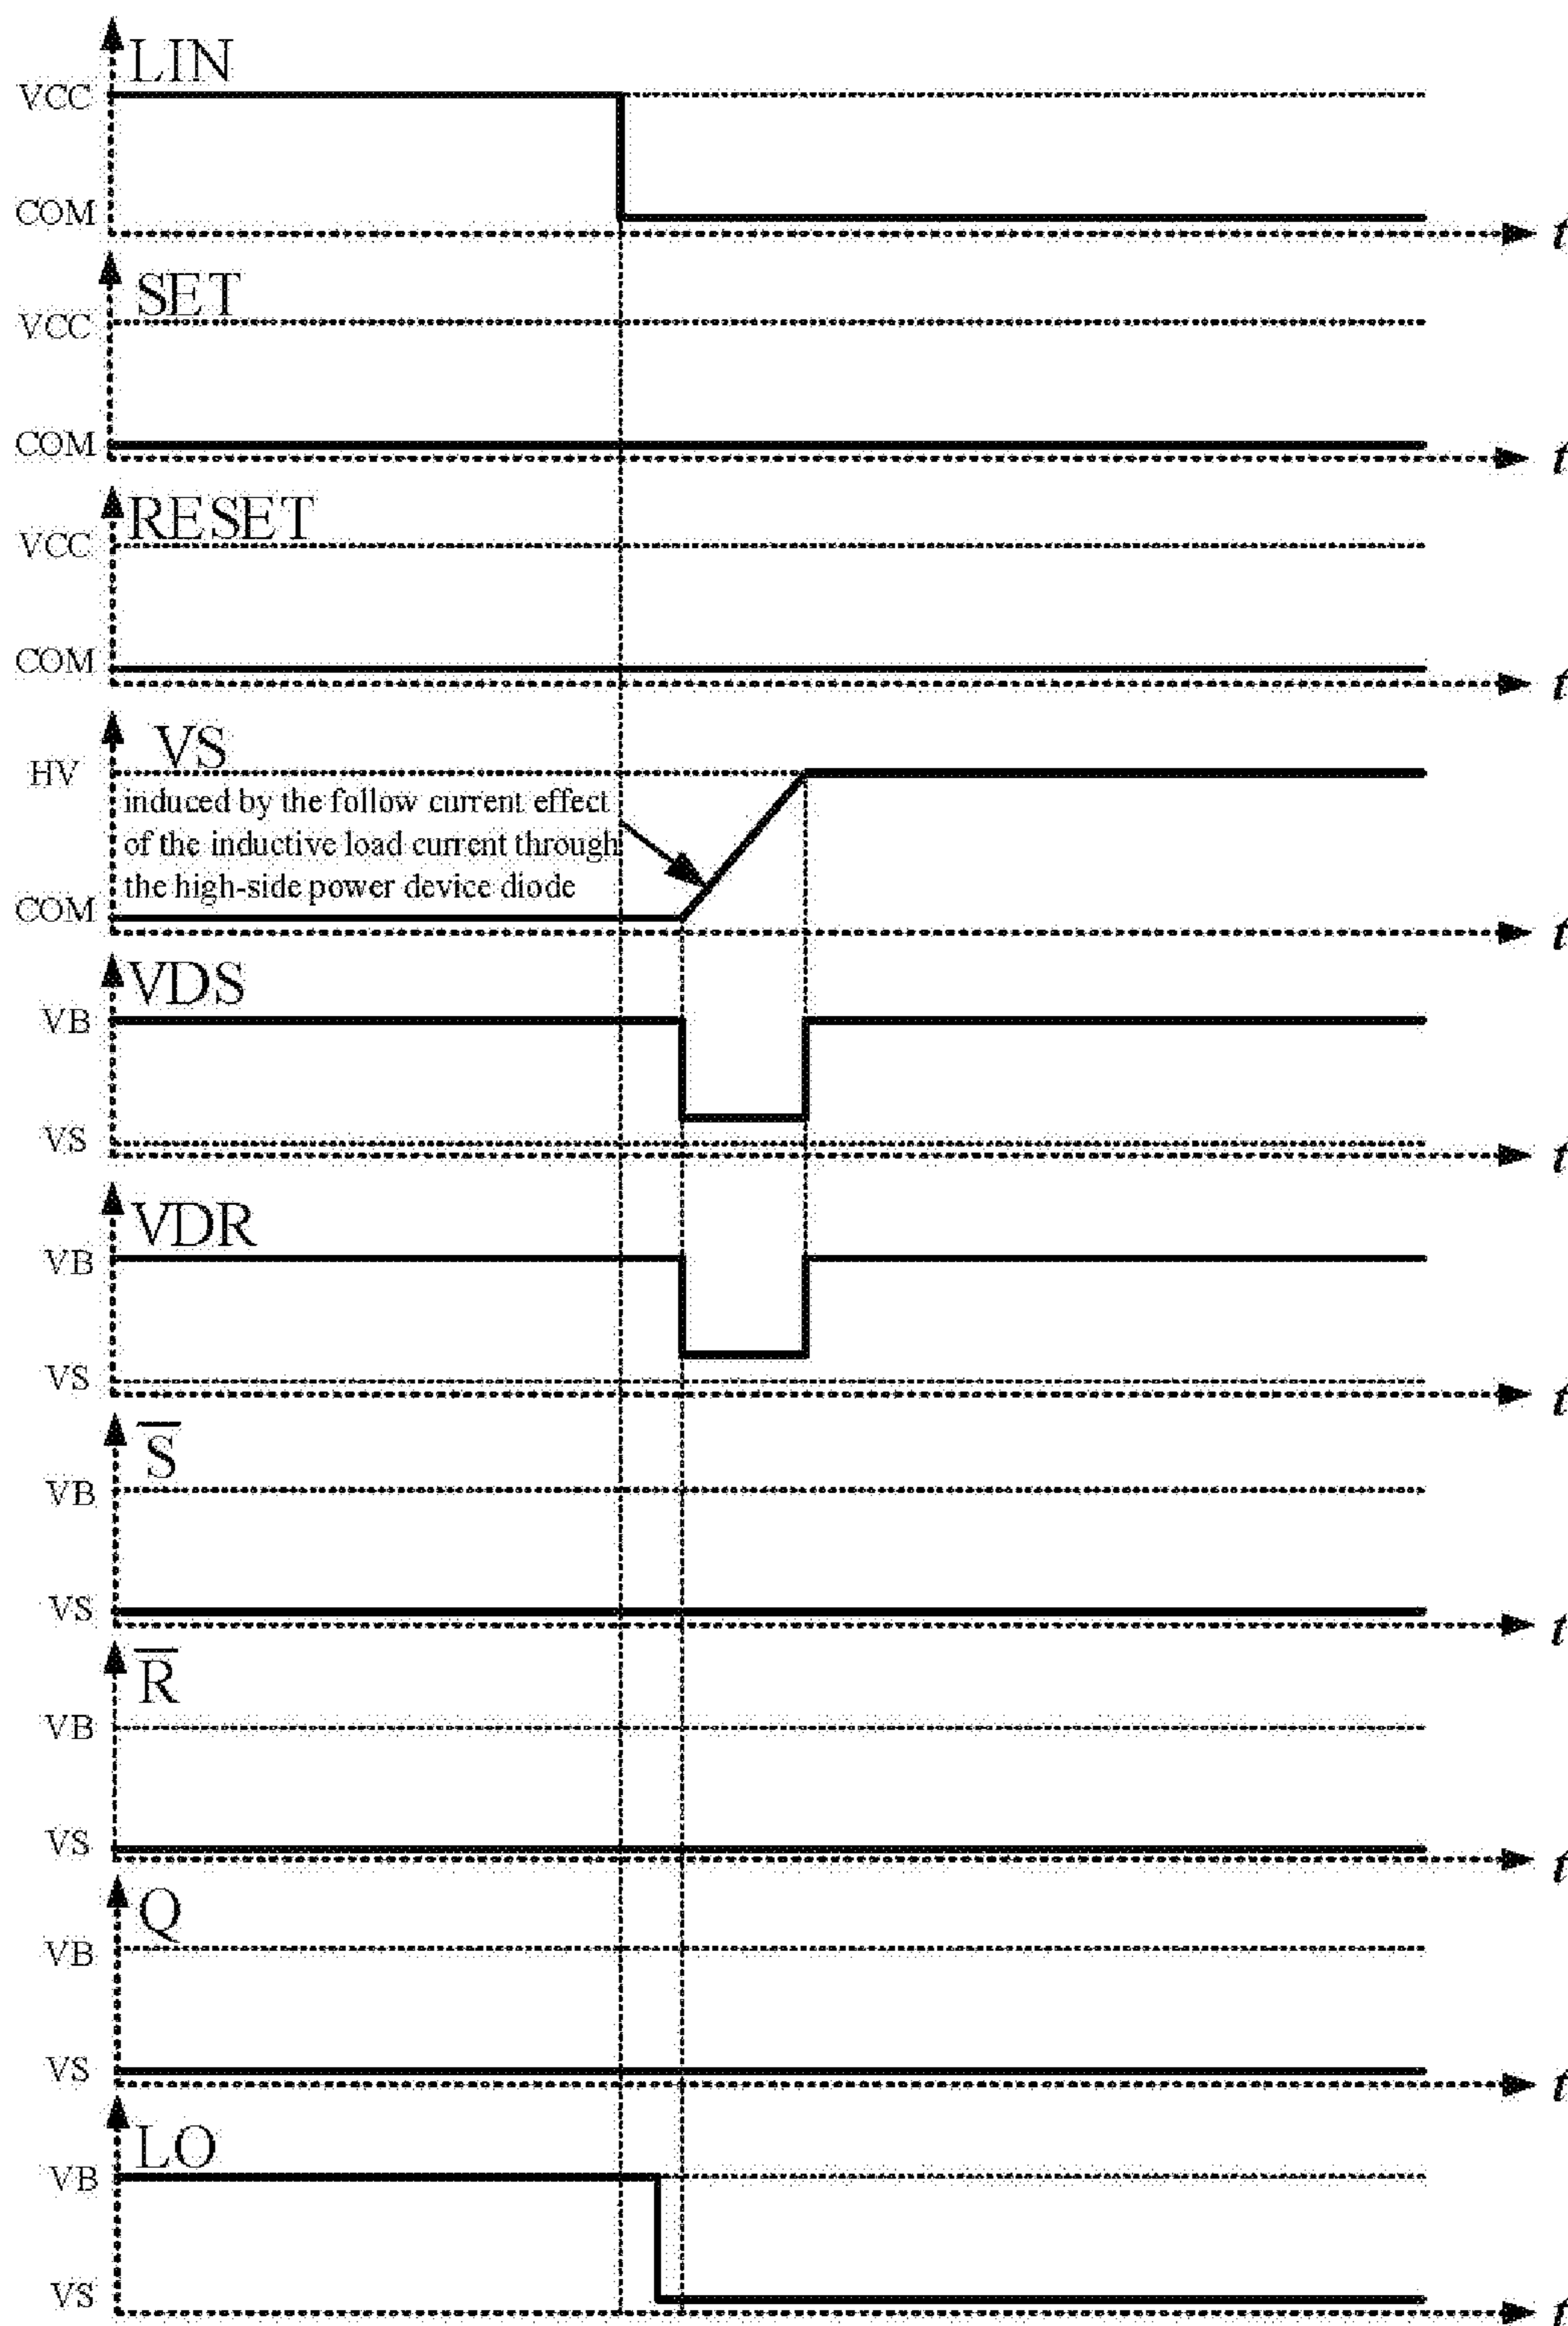 LIN
VCC
COM
t
SET
VCC
COM
t
RESET
VCC
COM
t
VS
HV
induced by the follow current effect
of the inductive load current through
the high-side power device diode
COM
t
VDS
VB
VS
t
VDR
VB
VS
t
S̅
VB
VS
t
R̅
VB
VS
t
Q
VB
VS
t
LO
VB
VS
t